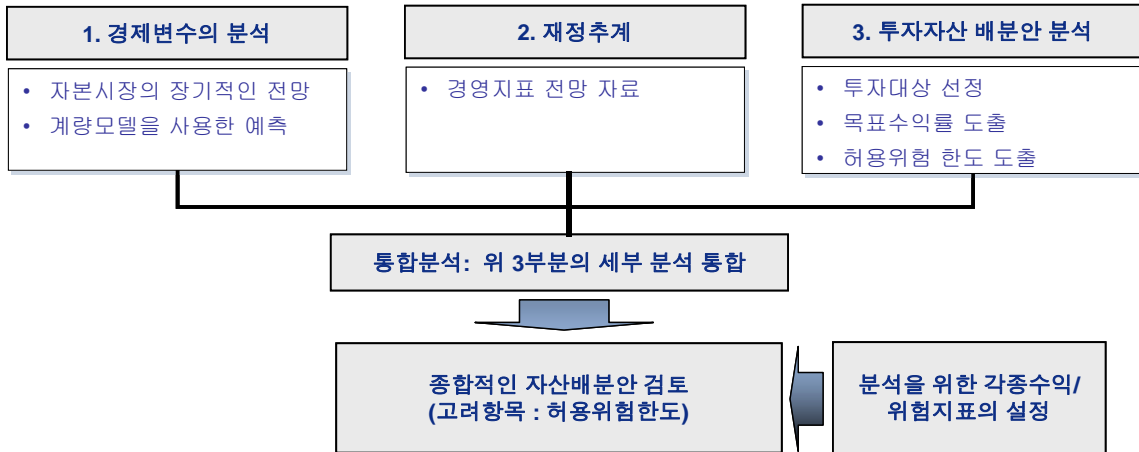 1. 경제변수의 분석
• 자본시장의 장기적인 전망
• 계량모델을 사용한 예측
2. 재정추계
• 경영지표 전망 자료
3. 투자자산 배분안 분석
• 투자대상 선정
• 목표수익률 도출
• 허용위험 한도 도출
통합분석: 위 3부분의 세부 분석 통합
종합적인 자산배분안 검토
(고려항목 : 허용위험한도)
분석을 위한 각종수익/
위험지표의 설정